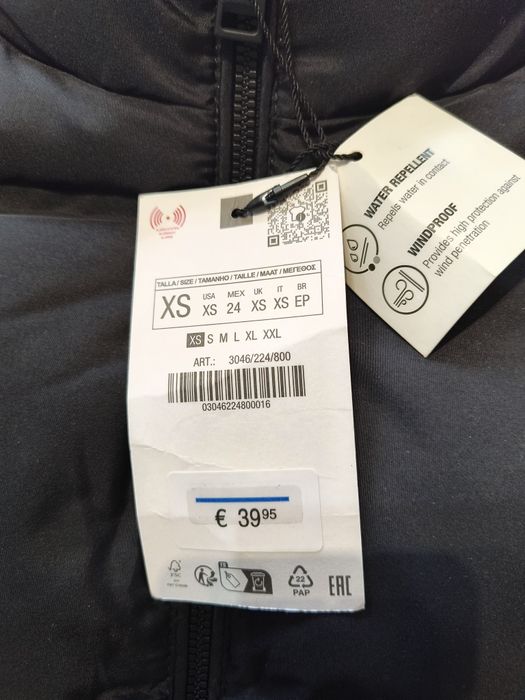 TALLA / SIZE / TAMANHO / TAILLE / MAAT / ΜΕΓΕΘΟΣ
XS
USA MEX UK IT BR
XS 24 XS XS EP
XS S M L XL XXL
ART.: 3046/224/800
03046224800016
€ 39 95
FSC
22
PAP
EAC
WATER REPELLENT
Repels water in contact
WINDPROOF
Provides high protection against
wind penetration